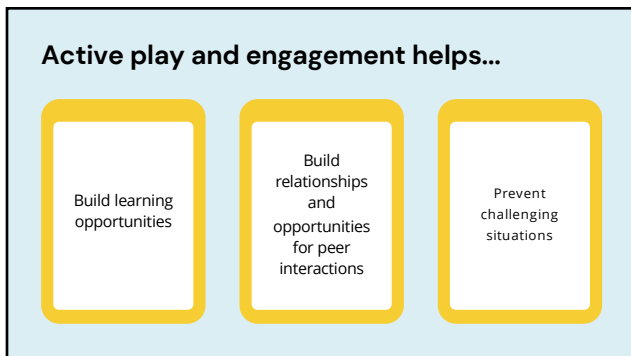 Active play and engagement helps...
Build learning
opportunities
Build
relationships
and
opportunities
for peer
interactions
Prevent
challenging
situations